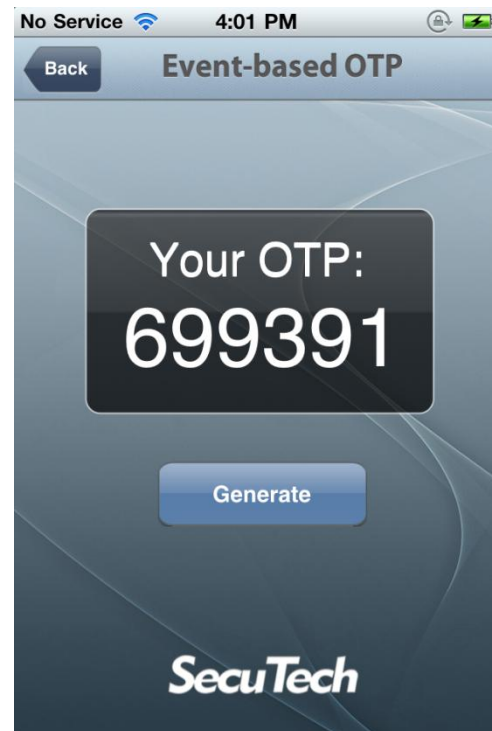 No Service 4:01 PM
Back Event-based OTP
Your OTP:
699391
Generate
SecuTech